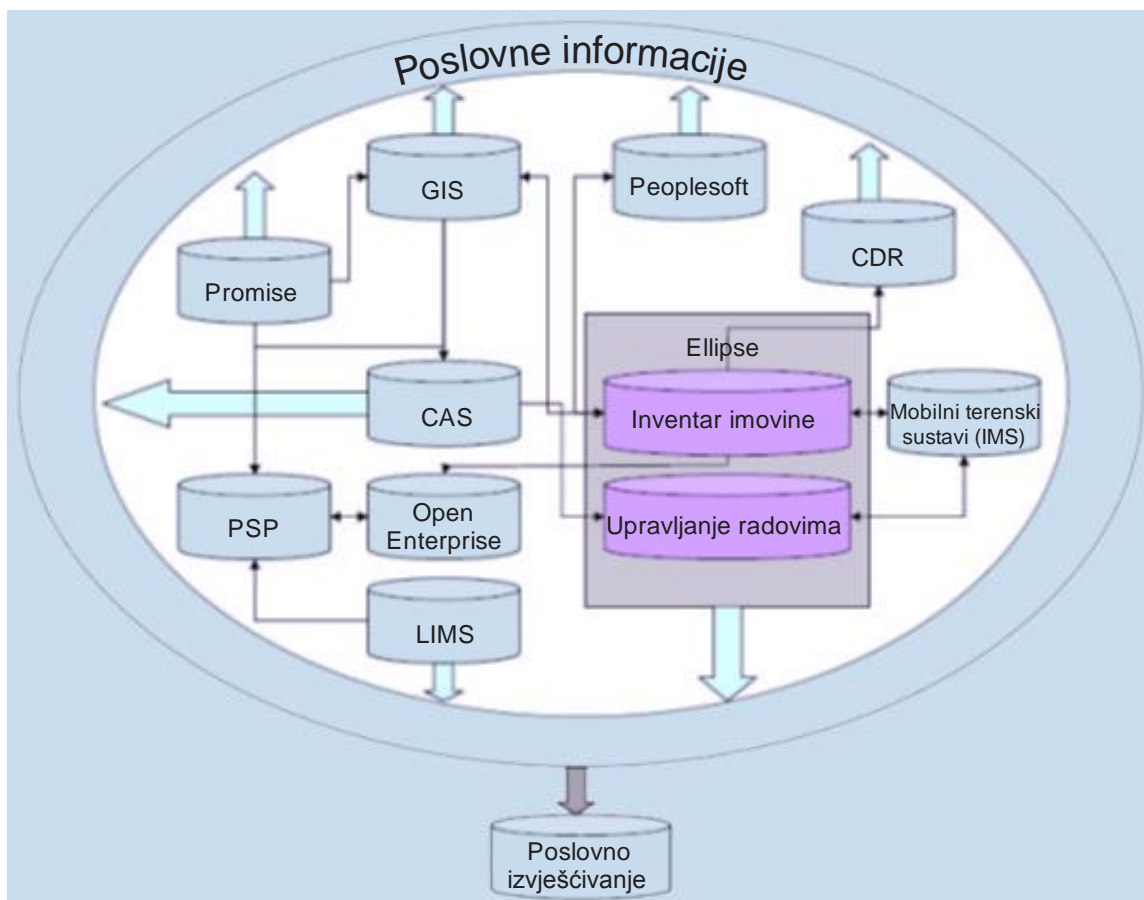 Poslovne informacije
GIS
Peoplesoft
Promise
CDR
Ellipse
CAS
Inventar imovine
Mobilni terenski
sustavi (IMS)
PSP
Open
Enterprise
Upravljanje radovima
LIMS
Poslovno
izvješćivanje